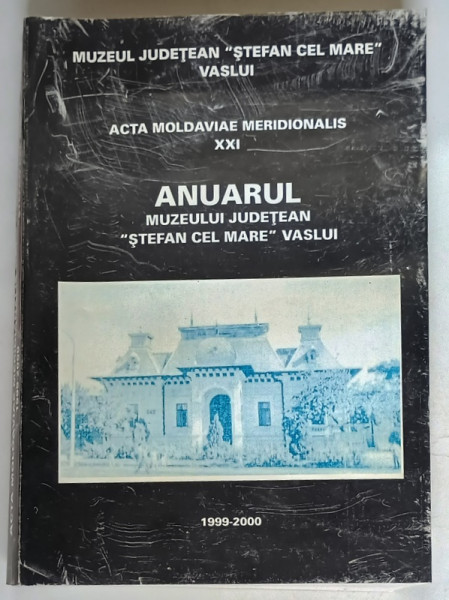 MUZEUL JUDEȚEAN "ȘTEFAN CEL MARE"
VASLUI
ACTA MOLDAVIAE MERIDIONALIS
XXI
ANUARUL
MUZEULUI JUDEȚEAN
"ȘTEFAN CEL MARE" VASLUI
1999-2000